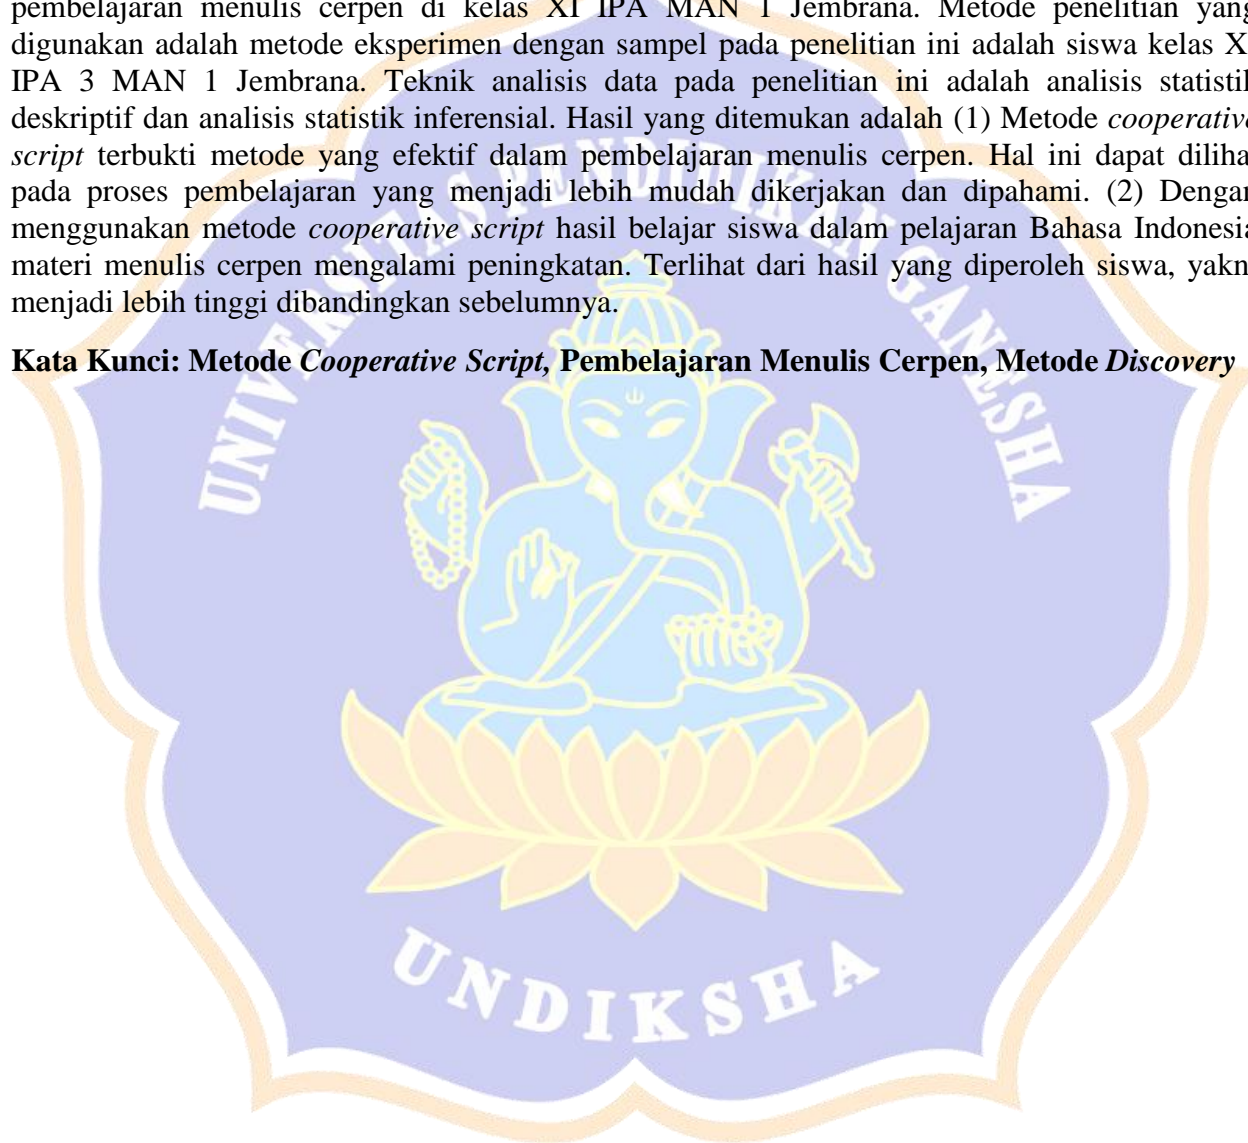 pembelajaran menulis cerpen di kelas XI IPA MAN 1 Jembrana. Metode penelitian yang
digunakan adalah metode eksperimen dengan sampel pada penelitian ini adalah siswa kelas X
IPA 3 MAN 1 Jembrana. Teknik analisis data pada penelitian ini adalah analisis statistik
deskriptif dan analisis statistik inferensial. Hasil yang ditemukan adalah (1) Metode cooperative
script terbukti metode yang efektif dalam pembelajaran menulis cerpen. Hal ini dapat diliha
pada proses pembelajaran yang menjadi lebih mudah dikerjakan dan dipahami. (2) Dengan
menggunakan metode cooperative script hasil belajar siswa dalam pelajaran Bahasa Indonesia
materi menulis cerpen mengalami peningkatan. Terlihat dari hasil yang diperoleh siswa, yakn
menjadi lebih tinggi dibandingkan sebelumnya.
Kata Kunci: Metode Cooperative Script, Pembelajaran Menulis Cerpen, Metode Discovery
UNIVERSITAS PENDIDIKAN GANESHA
UNDIKSHA